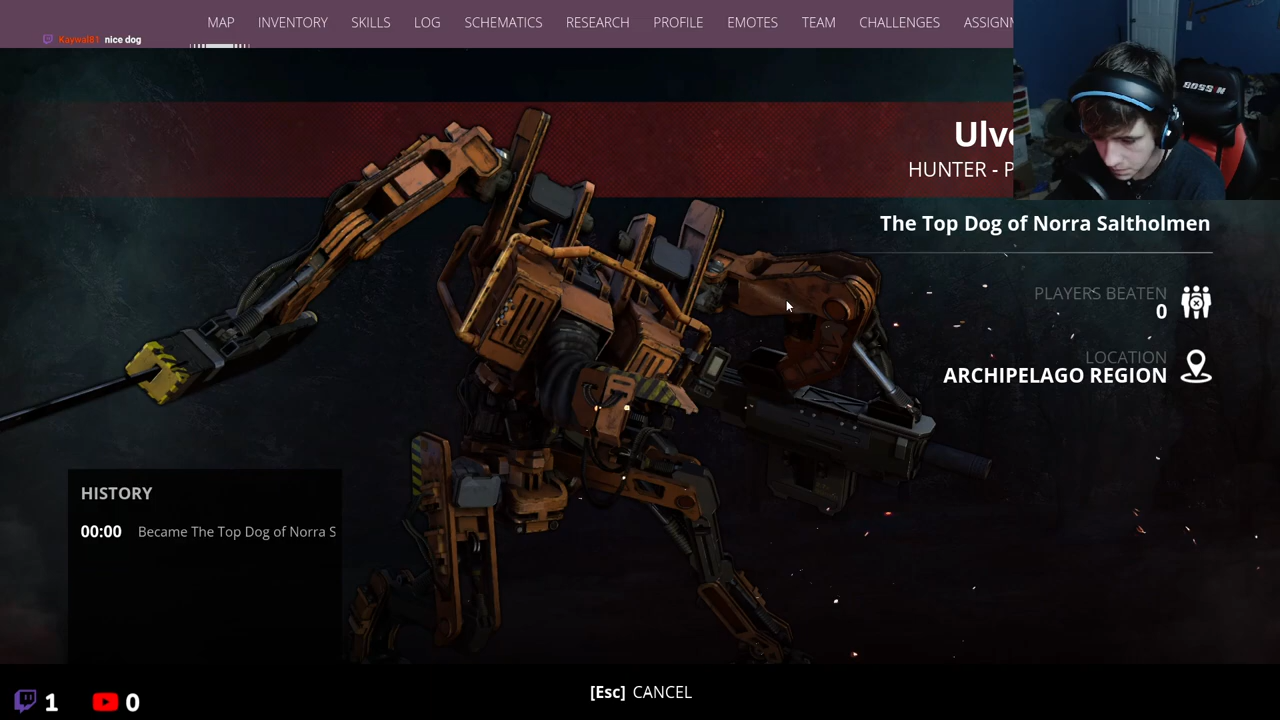 MAP INVENTORY SKILLS LOG SCHEMATICS RESEARCH PROFILE EMOTES TEAM CHALLENGES
Kaywal81 nice dog
BOSSIN
HUNTER -
The Top Dog of Norra Saltholmen
PLAYERS BEATEN
0
LOCATION
ARCHIPELAGO REGION
HISTORY
00:00 Became The Top Dog of Norra S
[Esc] CANCEL
1 0